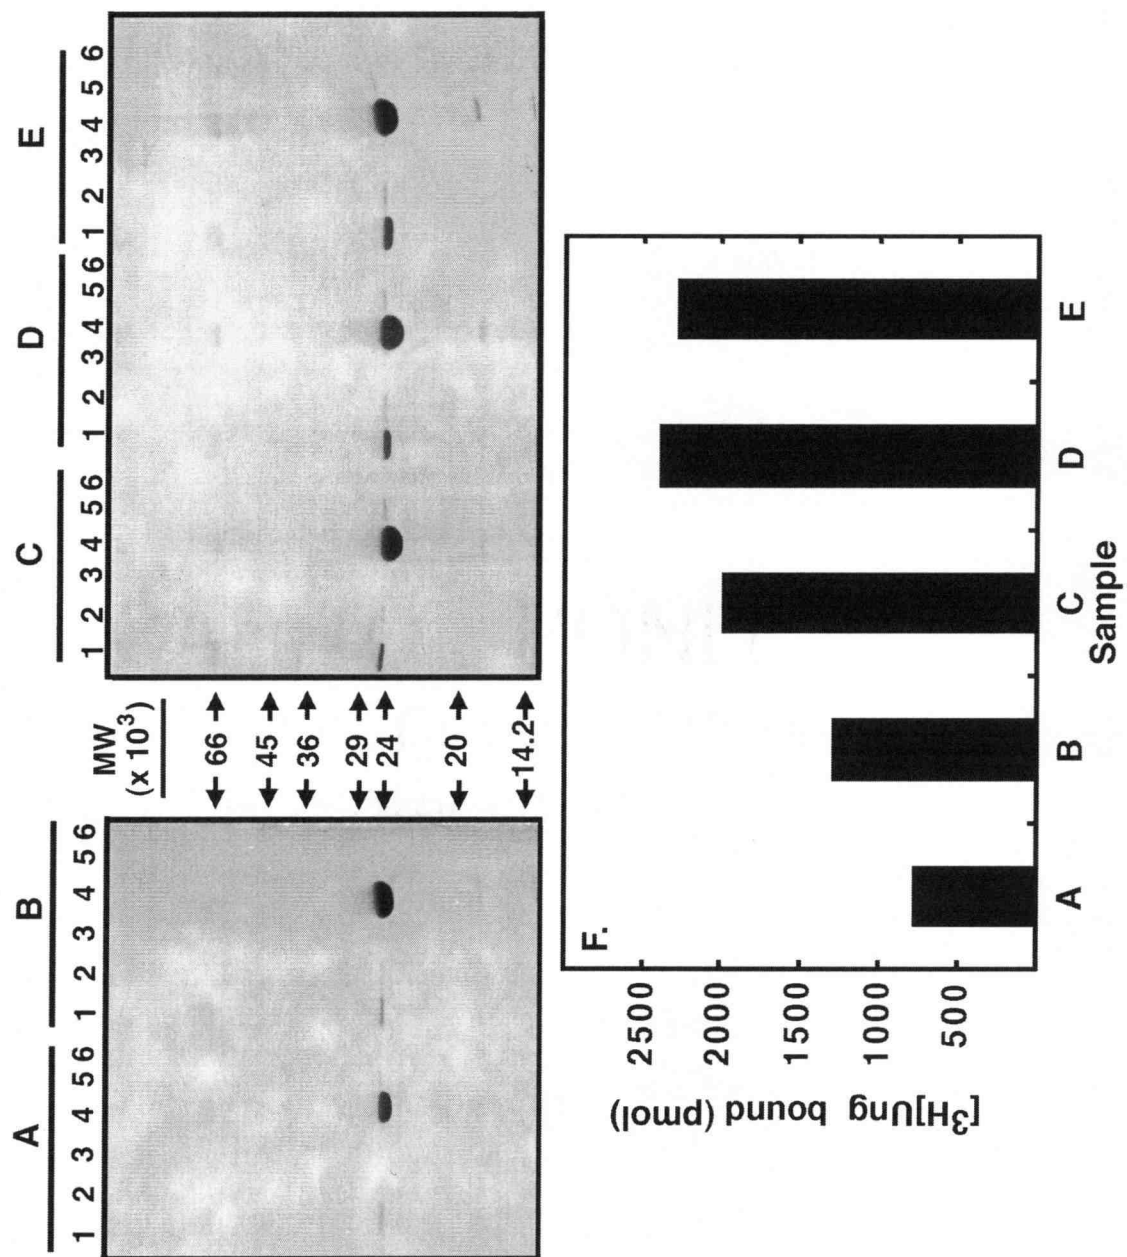 A B
1 2 3 4 5 6 1 2 3 4 5 6
MW
(x 10³)
66
45
36
29
24
20
14.2
C D E
1 2 3 4 5 6 1 2 3 4 5 6 1 2 3 4 5 6
F.
[³H]Ung bound (pmol)
2500
2000
1500
1000
500
A B C D E
Sample